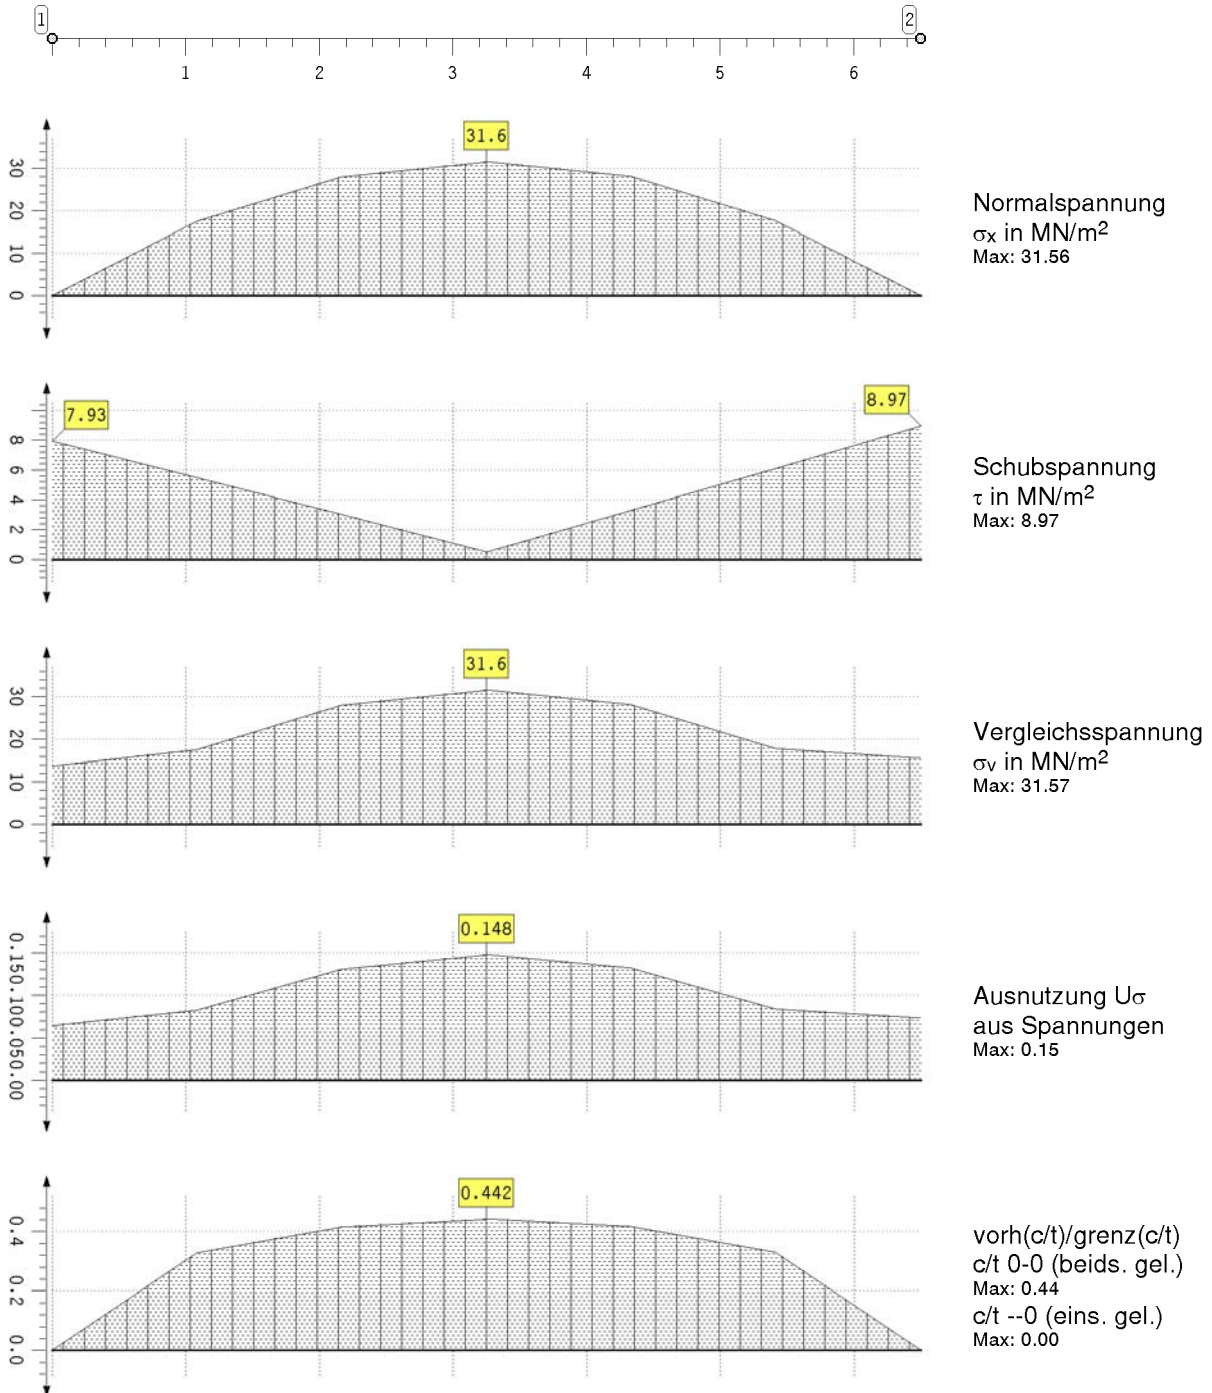 1
2
1 2 3 4 5 6
31.6
30
20
10
0
Normalspannung
σx in MN/m2
Max: 31.56
7.93
8.97
8
6
4
2
0
Schubspannung
τ in MN/m2
Max: 8.97
31.6
30
20
10
0
Vergleichsspannung
σv in MN/m2
Max: 31.57
0.148
0.150
0.100
0.050
0.00
Ausnutzung Uσ
aus Spannungen
Max: 0.15
0.442
0.4
0.2
0.0
vorh(c/t)/grenz(c/t)
c/t 0-0 (beids. gel.)
Max: 0.44
c/t --0 (eins. gel.)
Max: 0.00